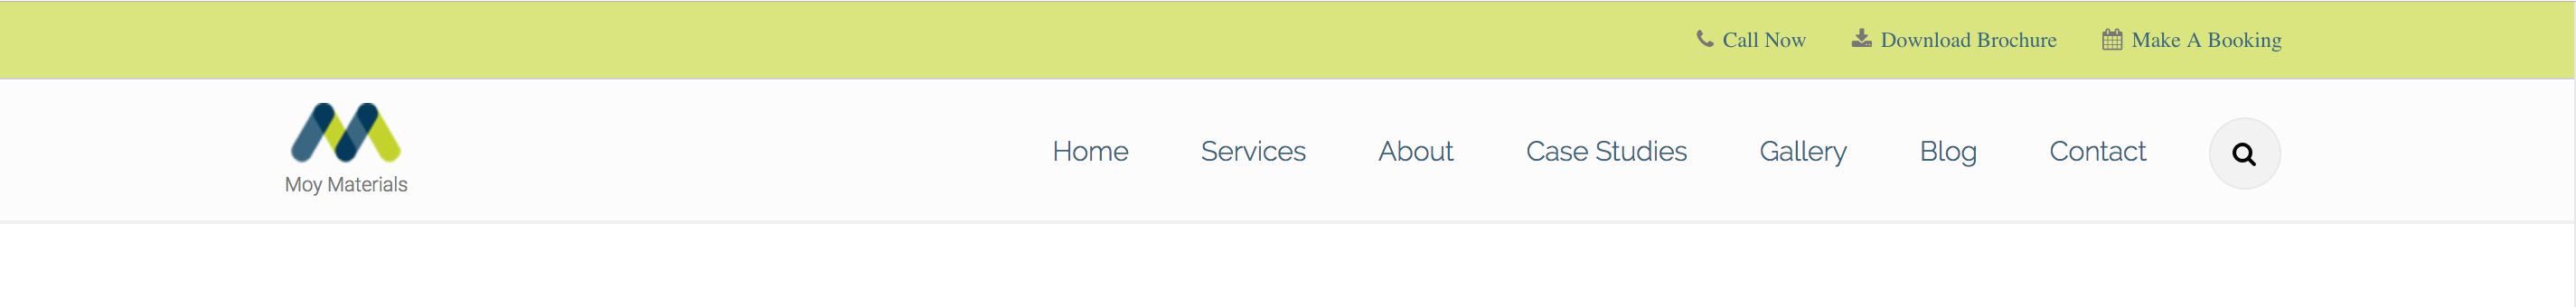 Call Now Download Brochure Make A Booking
Moy Materials
Home Services About Case Studies Gallery Blog Contact